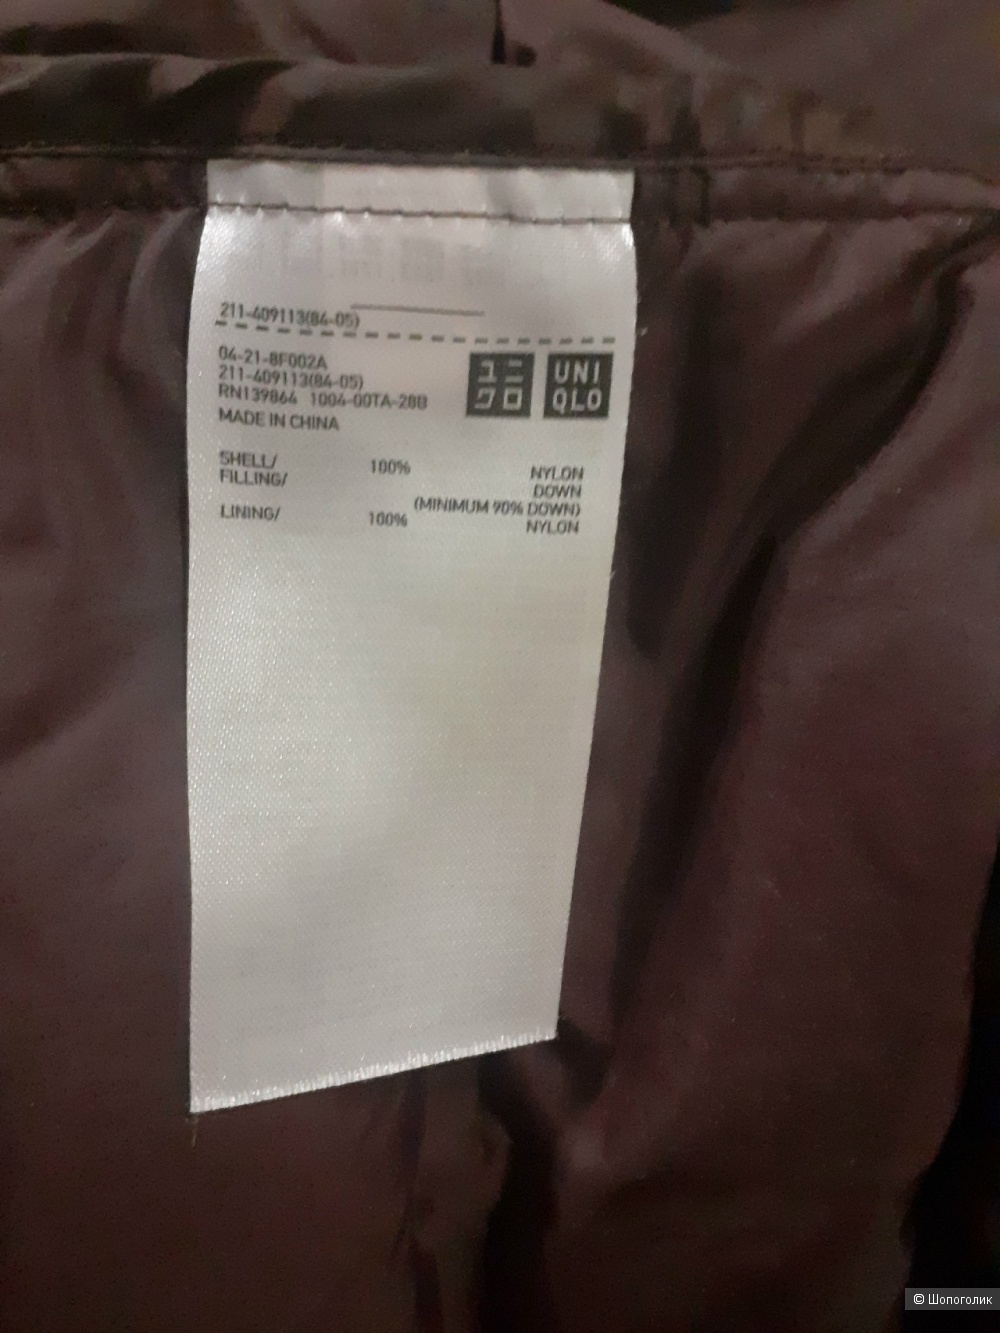 211-409113(84-05)
04-21-8F002A
211-409113(84-05)
RN139864 1004-00TA-28B
MADE IN CHINA
ユニ
クロ
UNI
QLO
SHELL/ 100% NYLON
FILLING/ DOWN
(MINIMUM 90% DOWN)
LINING/ 100% NYLON
© Шопоголик